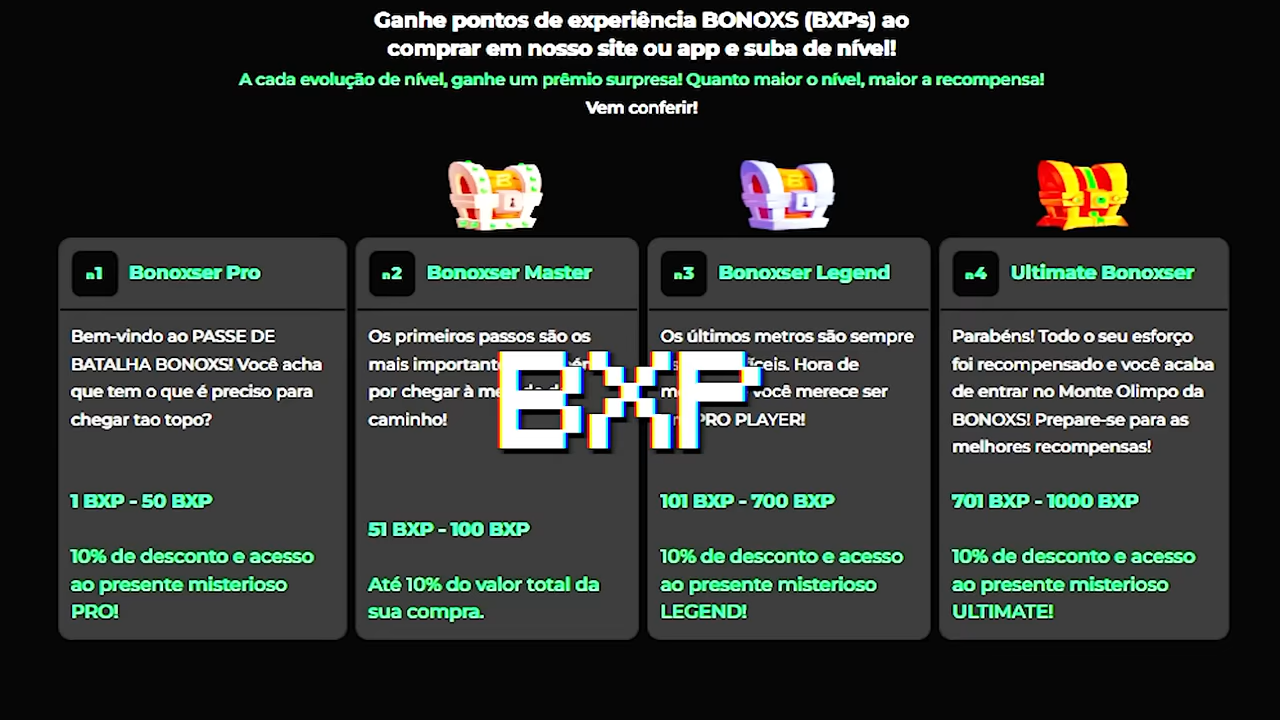 Ganhe pontos de experiência BONOXS (BXPs) ao
comprar em nosso site ou app e suba de nível!
A cada evolução de nível, ganhe um prêmio surpresa! Quanto maior o nível, maior a recompensa!
Vem conferir!
n1 Bonoxser Pro
Bem-vindo ao PASSE DE
BATALHA BONOXS! Você acha
que tem o que é preciso para
chegar tao topo?
1 BXP - 50 BXP
10% de desconto e acesso
ao presente misterioso
PRO!
n2 Bonoxser Master
Os primeiros passos são os
mais
por chegar à
caminho!
51 BXP - 100 BXP
Até 10% do valor total da
sua compra.
n3 Bonoxser Legend
Os últimos metros são sempre
Hora de
você merece ser
PRO PLAYER!
101 BXP - 700 BXP
10% de desconto e acesso
ao presente misterioso
LEGEND!
n4 Ultimate Bonoxser
Parabéns! Todo o seu esforço
foi recompensado e você acaba
de entrar no Monte Olimpo da
BONOXS! Prepare-se para as
melhores recompensas!
701 BXP - 1000 BXP
10% de desconto e acesso
ao presente misterioso
ULTIMATE!
BXP